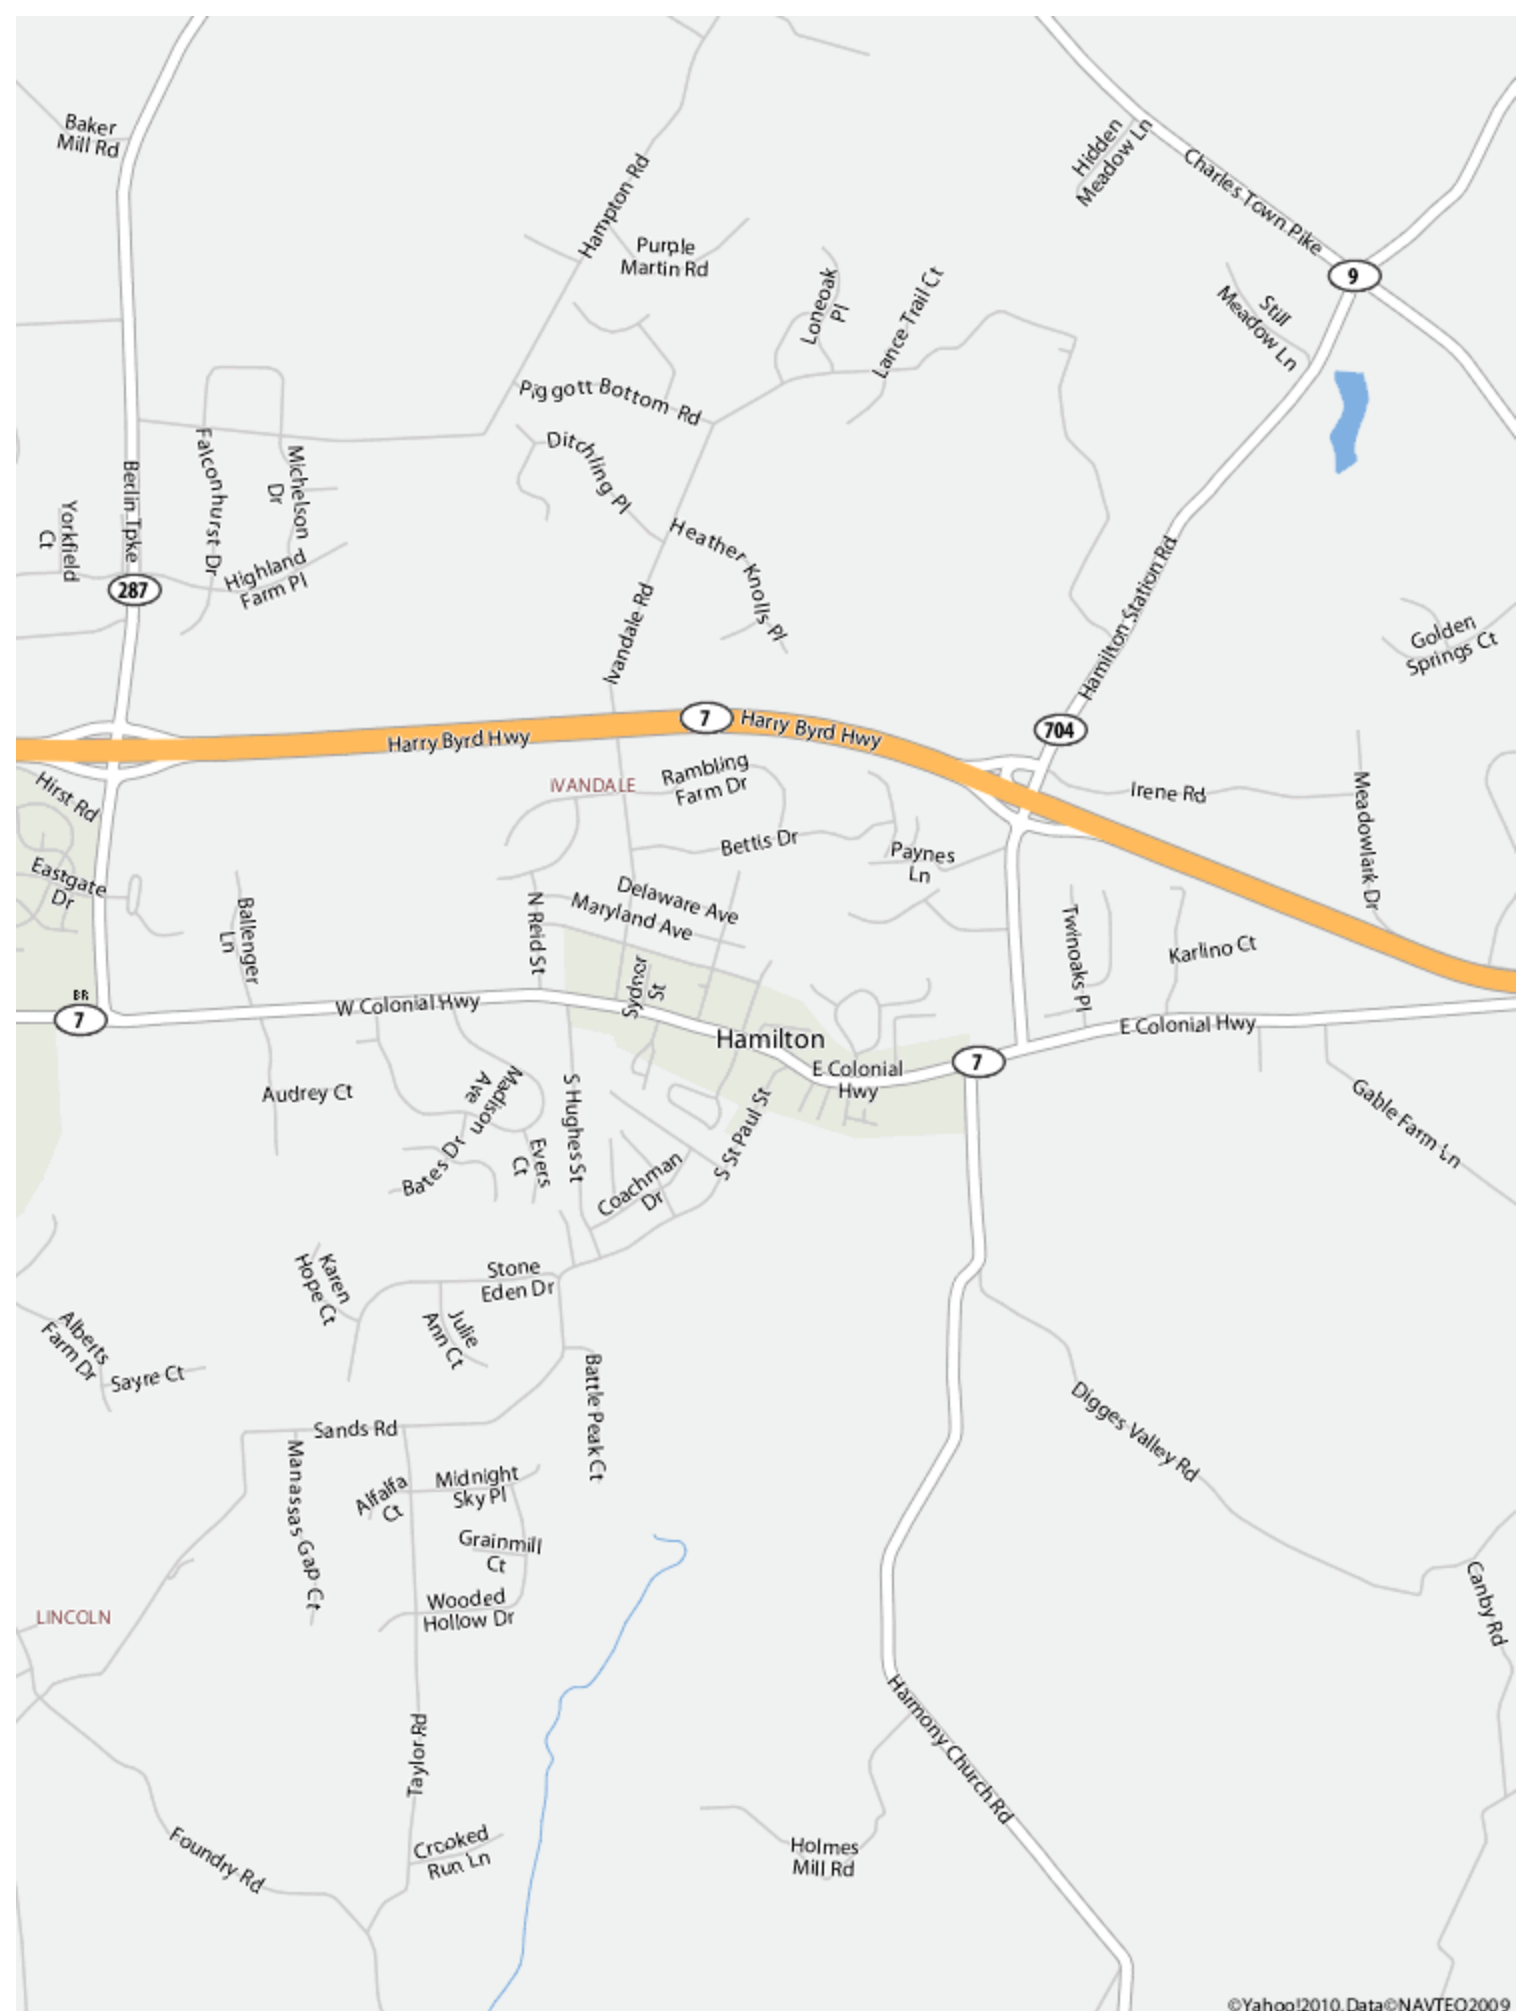 Baker
Mill Rd
Hidden
Meadow Ln
Charles Town Pike
Hampton Rd
Purple
Martin Rd
9
Loneoak
Pl
Lance Trail Ct
Still
Meadow Ln
Piggott Bottom Rd
Ditchling Pl
Falconhurst Dr
Michelson
Dr
Berlin Tpke
Yorkfield
Ct
Heather Knolls Pl
Highland
Farm Pl
287
Ivandale Rd
Hamilton Station Rd
Golden
Springs Ct
7
Harry Byrd Hwy
Harry Byrd Hwy
704
Hirst Rd
IVANDALE
Rambling
Farm Dr
Irene Rd
Meadowlark Dr
Bettis Dr
Paynes
Ln
Eastgate
Dr
Ballenger
Ln
N Reid St
Delaware Ave
Maryland Ave
Twinoaks Pl
Karlino Ct
Sydnor
St
BR
7
W Colonial Hwy
Hamilton
E Colonial Hwy
7
E Colonial
Hwy
Audrey Ct
Madison
Ave
S Hughes St
S St Paul St
Gable Farm Ln
Bates Dr
Evers
Ct
Coachman
Dr
Karen
Hope Ct
Stone
Eden Dr
Julie
Ann Ct
Alberts
Farm Dr
Sayre Ct
Battle Peak Ct
Digges Valley Rd
Sands Rd
Manassas Gap Ct
Alfalfa
Ct
Midnight
Sky Pl
Grainmill
Ct
Wooded
Hollow Dr
LINCOLN
Canby Rd
Taylor Rd
Harmony Church Rd
Foundry Rd
Crooked
Run Ln
Holmes
Mill Rd
©Yahoo!2010, Data©NAVTEQ2009